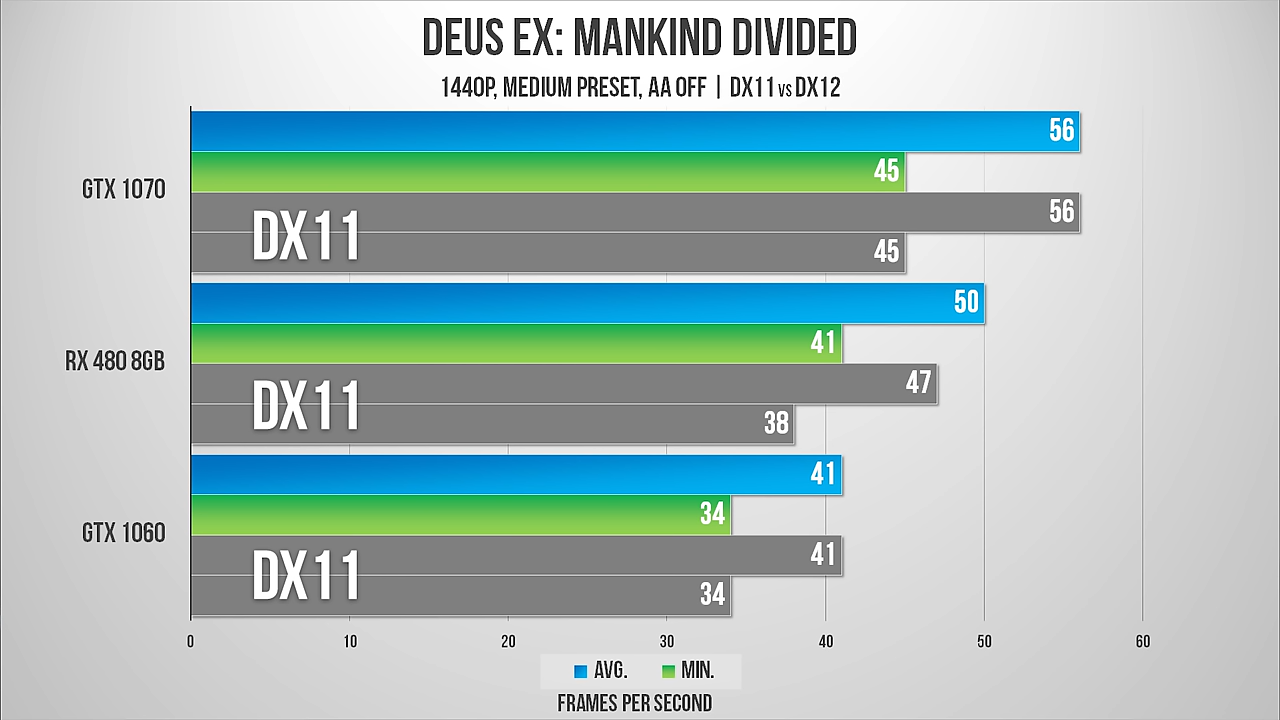 DEUS EX: MANKIND DIVIDED
1440P, MEDIUM PRESET, AA OFF | DX11 VS DX12
GTX 1070
56
45
DX11
56
45
RX 480 8GB
50
41
DX11
47
38
GTX 1060
41
34
DX11
41
34
0 10 20 30 40 50 60
AVG. MIN.
FRAMES PER SECOND